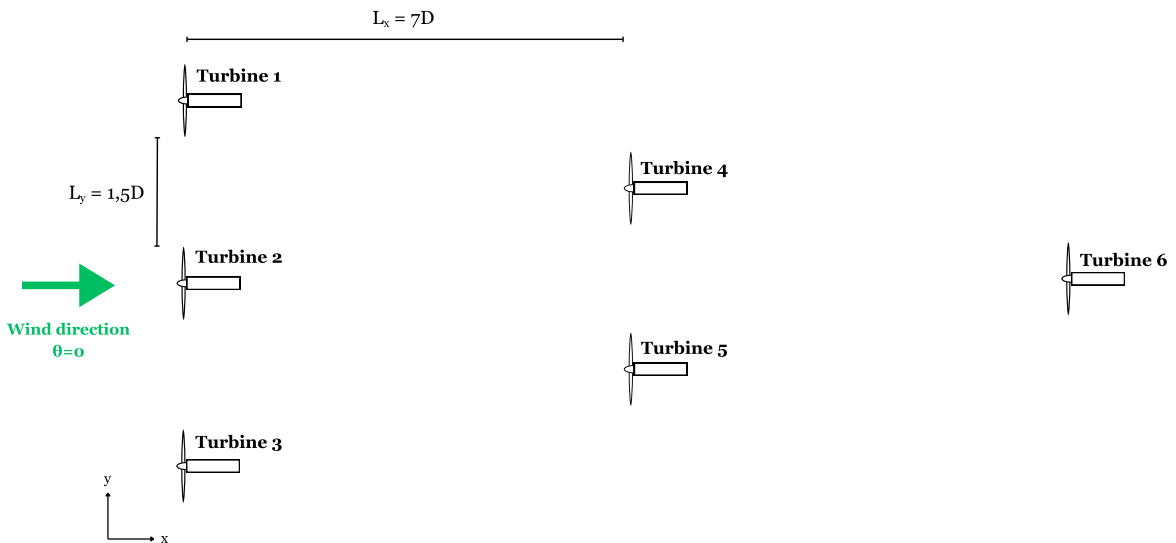 Lₓ = 7D
Turbine 1
Turbine 4
Lᵧ = 1,5D
Turbine 2
Turbine 6
Wind direction
θ=0
Turbine 5
Turbine 3
y
x